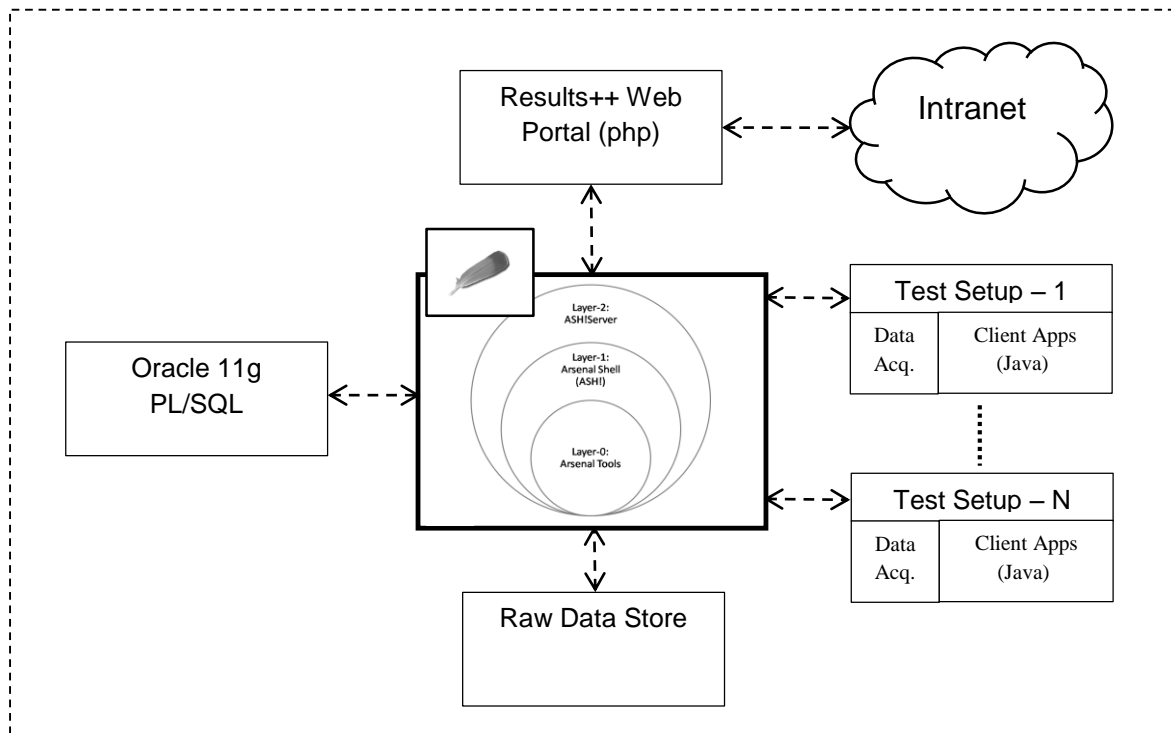 Results++ Web
Portal (php)
Intranet
Layer-2:
ASH!Server
Layer-1:
Arsenal Shell
(ASH!)
Layer-0:
Arsenal Tools
Oracle 11g
PL/SQL
Test Setup – 1
Data
Acq.
Client Apps
(Java)
Test Setup – N
Data
Acq.
Client Apps
(Java)
Raw Data Store